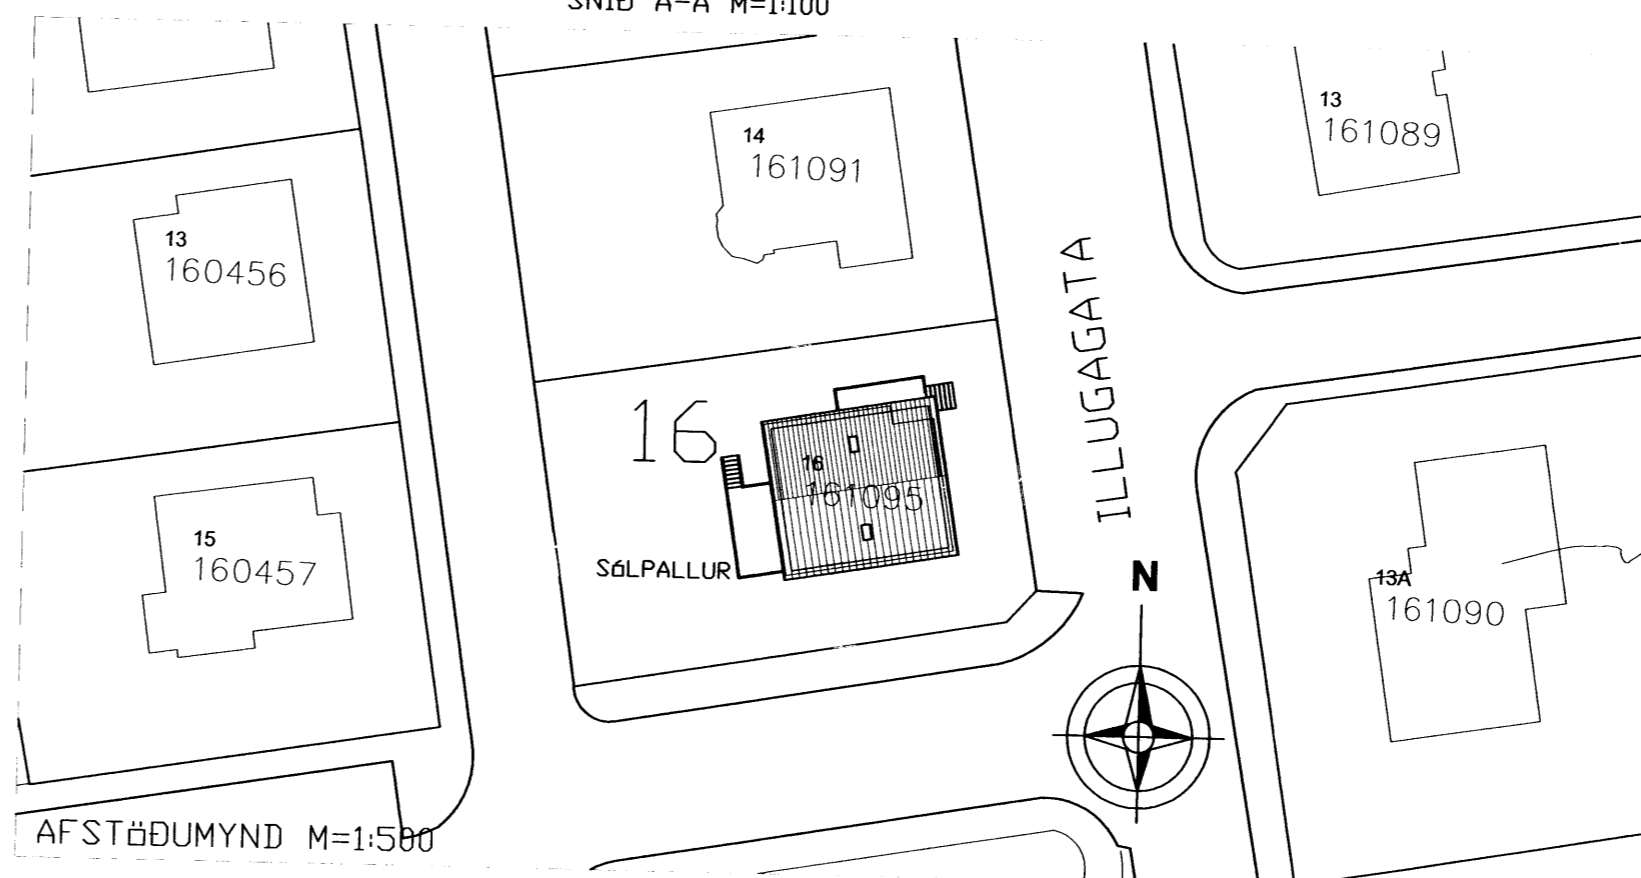 SNIÐ A-A M=1:100
14
161091
13
161089
13
160456
ILLUGAGATA
16
16
161095
15
160457
SóLPALLUR
N
13A
161090
AFSTöÐUMYND M=1:500